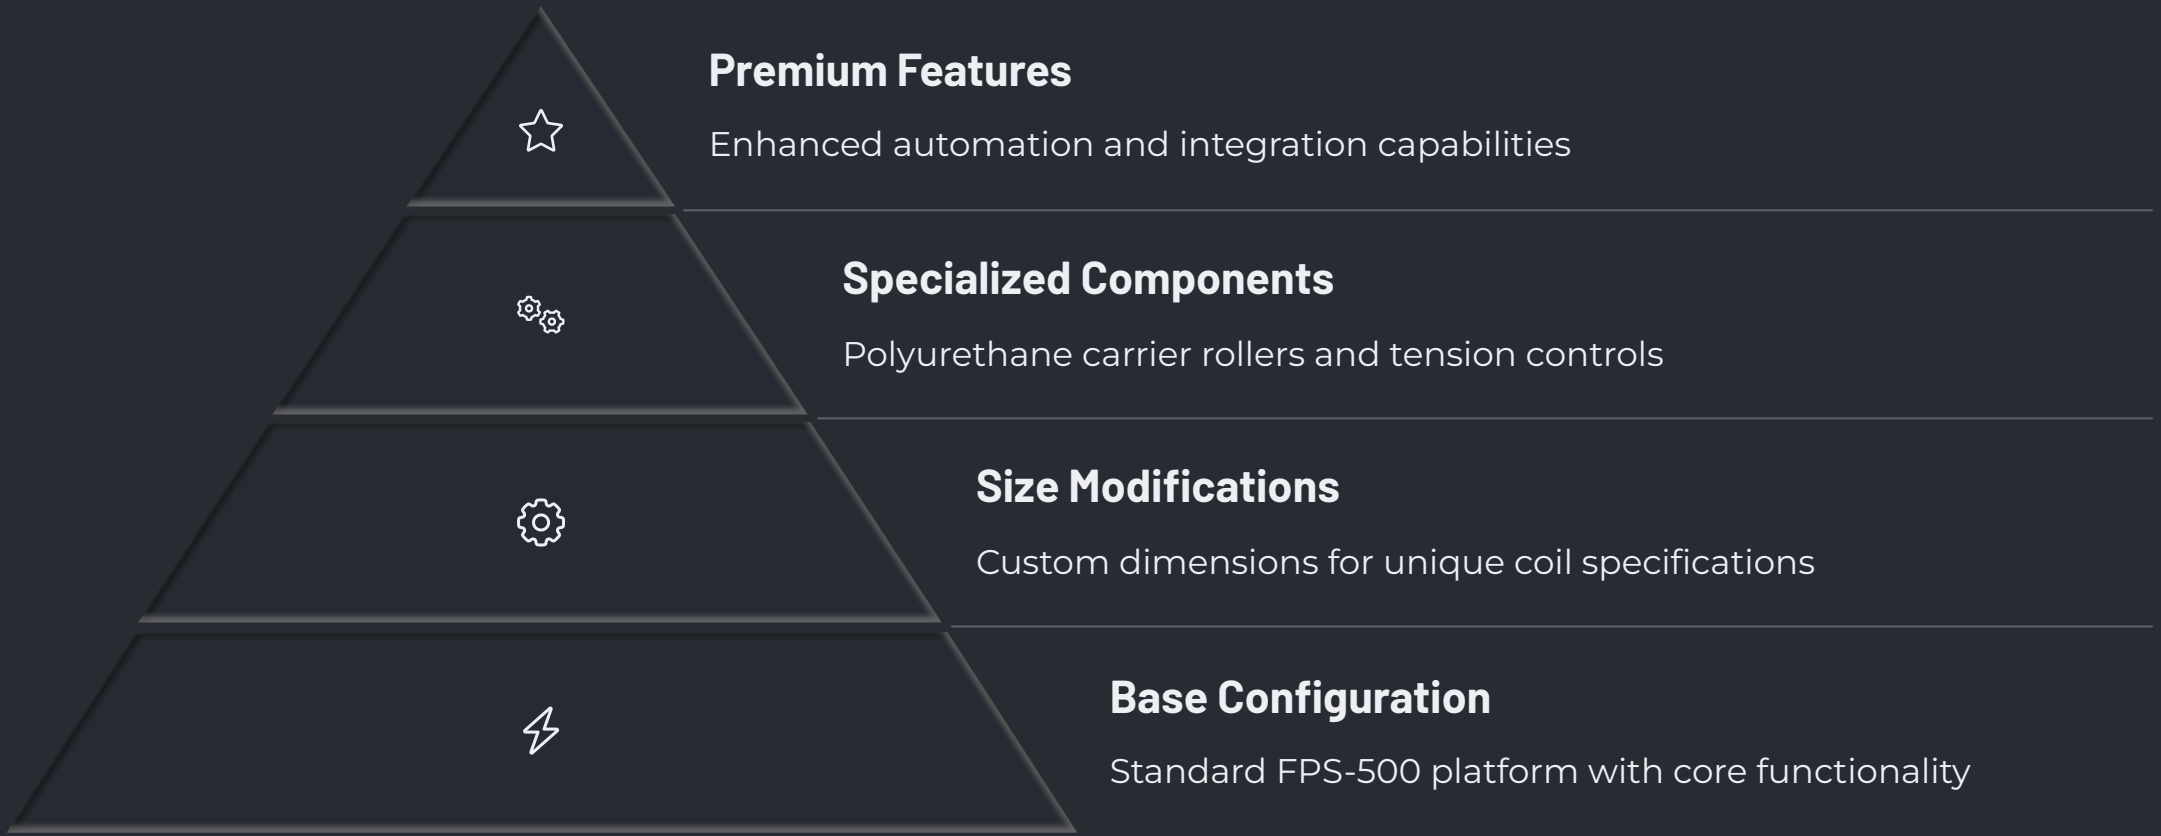 Premium Features
Enhanced automation and integration capabilities
Specialized Components
Polyurethane carrier rollers and tension controls
Size Modifications
Custom dimensions for unique coil specifications
Base Configuration
Standard FPS-500 platform with core functionality